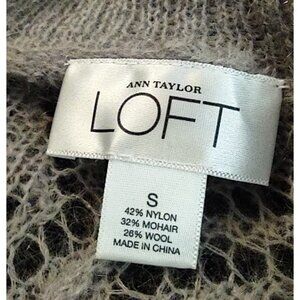 ANN TAYLOR
LOFT
S
42% NYLON
32% MOHAIR
26% WOOL
MADE IN CHINA